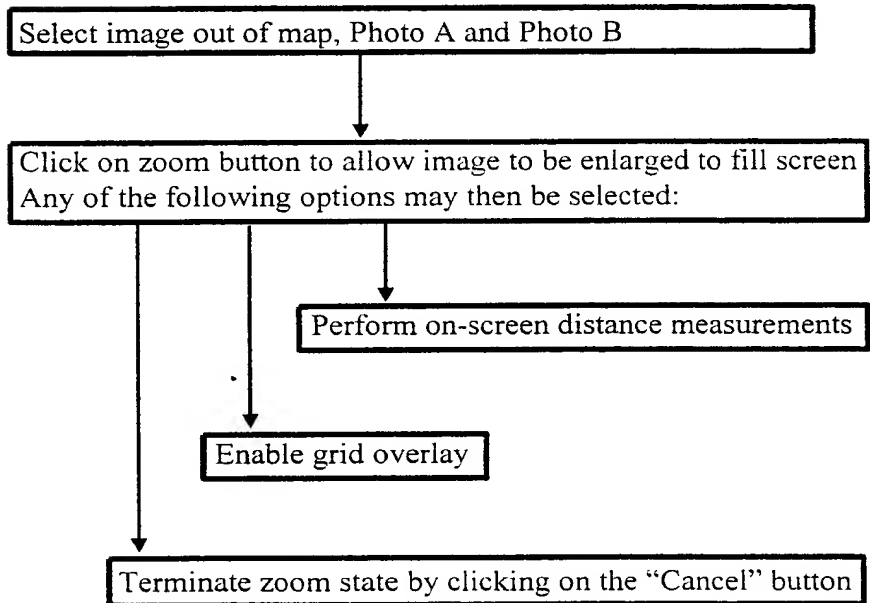 Select image out of map, Photo A and Photo B
Click on zoom button to allow image to be enlarged to fill screen
Any of the following options may then be selected:
Perform on-screen distance measurements
Enable grid overlay
Terminate zoom state by clicking on the “Cancel” button